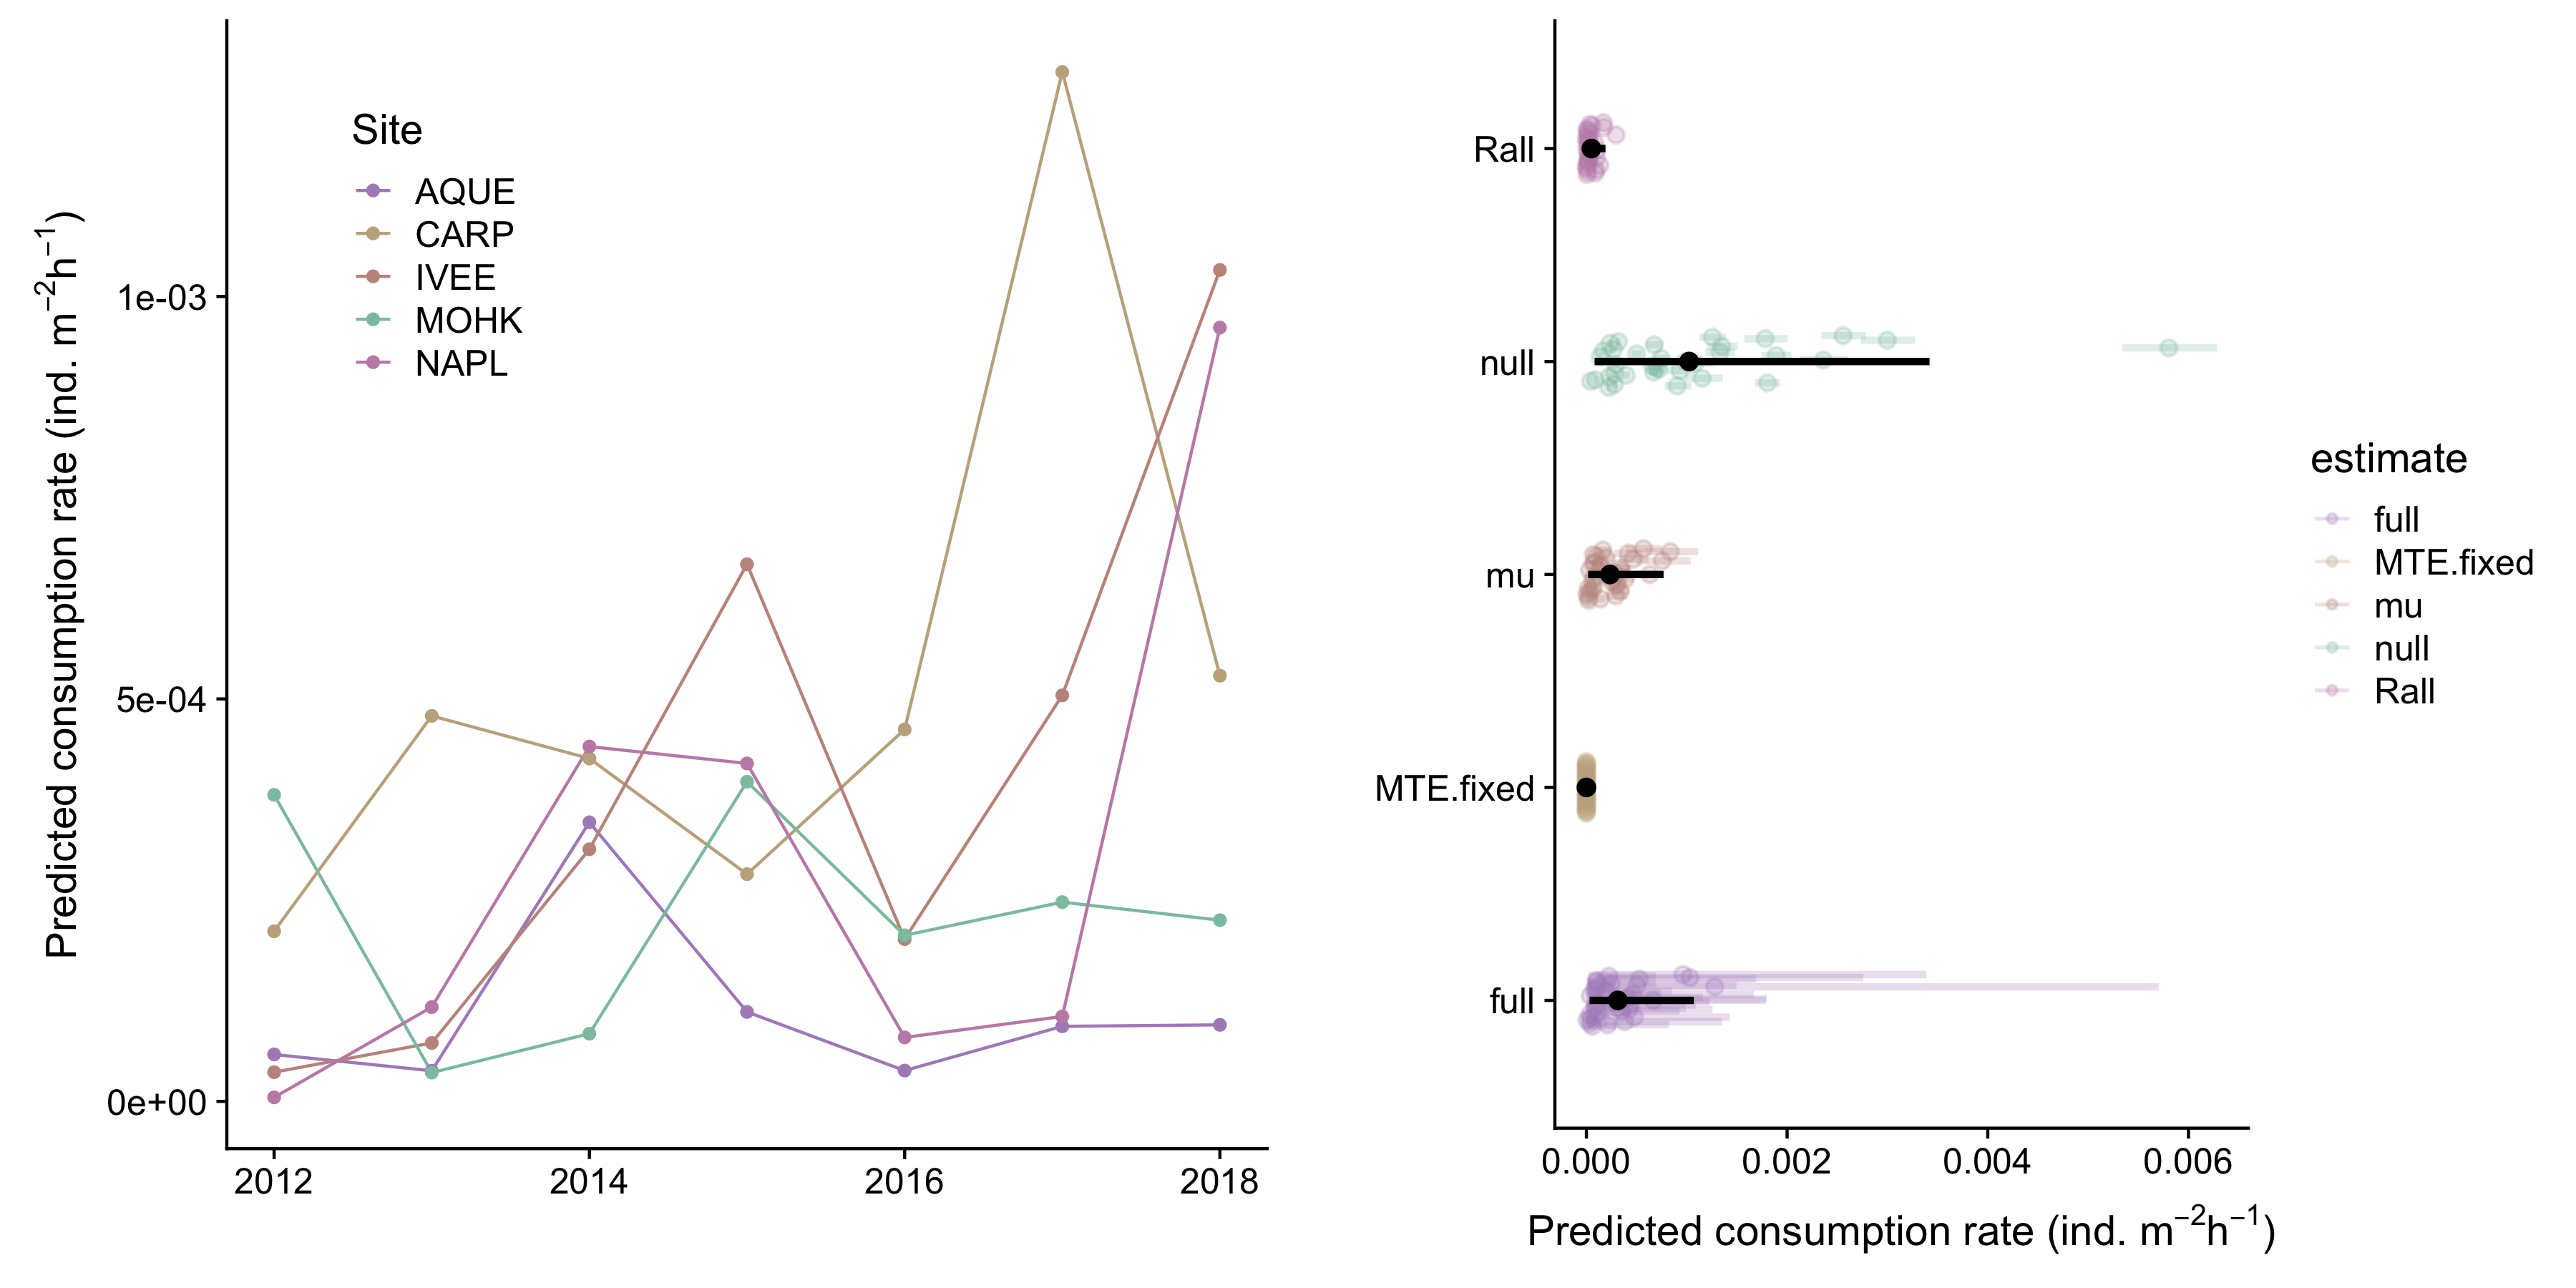 Predicted consumption rate (ind. m⁻²h⁻¹)
1e-03
5e-04
0e+00
2012 2014 2016 2018
Site
AQUE
CARP
IVEE
MOHK
NAPL
Rall
null
mu
MTE.fixed
full
0.000 0.002 0.004 0.006
Predicted consumption rate (ind. m⁻²h⁻¹)
estimate
full
MTE.fixed
mu
null
Rall